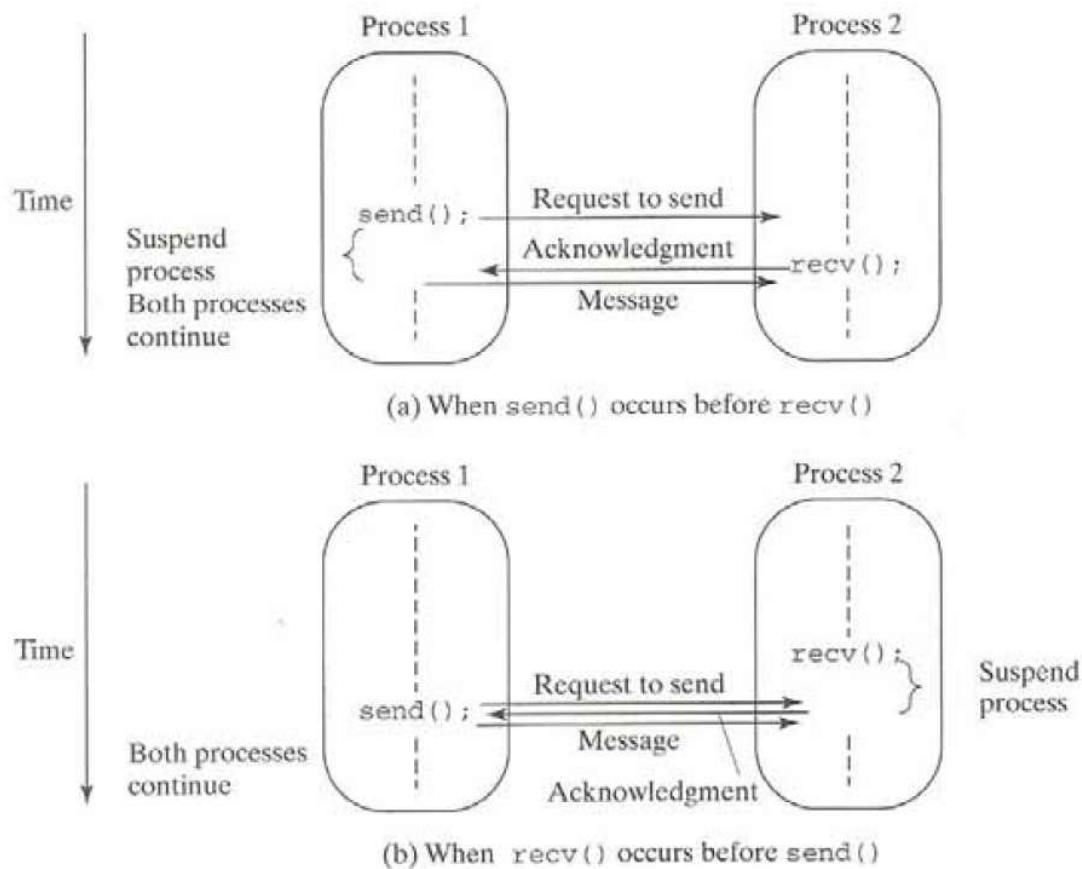 Process 1
Process 2
Time
send();
Request to send
Suspend
process
Both processes
continue
Acknowledgment
recv();
Message
(a) When send() occurs before recv()
Process 1
Process 2
Time
recv();
Suspend
process
Request to send
send();
Message
Both processes
continue
Acknowledgment
(b) When recv() occurs before send()